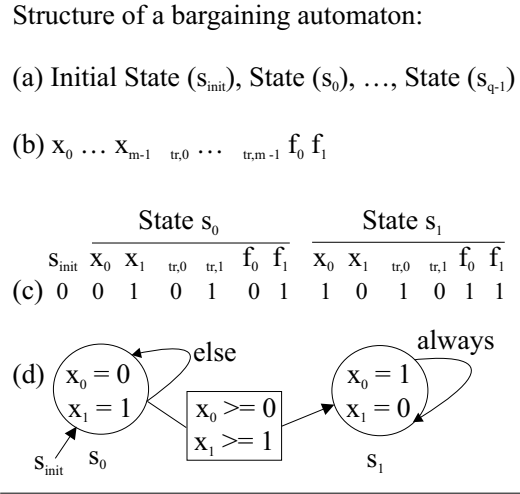 Structure of a bargaining automaton:
(a) Initial State (s_init), State (s_0), …, State (s_q-1)
(b) x_0 … x_m-1 tr,0 … tr,m-1 f_0 f_1
State s_0 State s_1
s_init x_0 x_1 tr,0 tr,1 f_0 f_1 x_0 x_1 tr,0 tr,1 f_0 f_1
(c) 0 0 1 0 1 0 1 1 0 1 0 1 1
(d)
x_0 = 0
x_1 = 1
else
x_0 >= 0
x_1 >= 1
x_0 = 1
x_1 = 0
always
s_init s_0 s_1